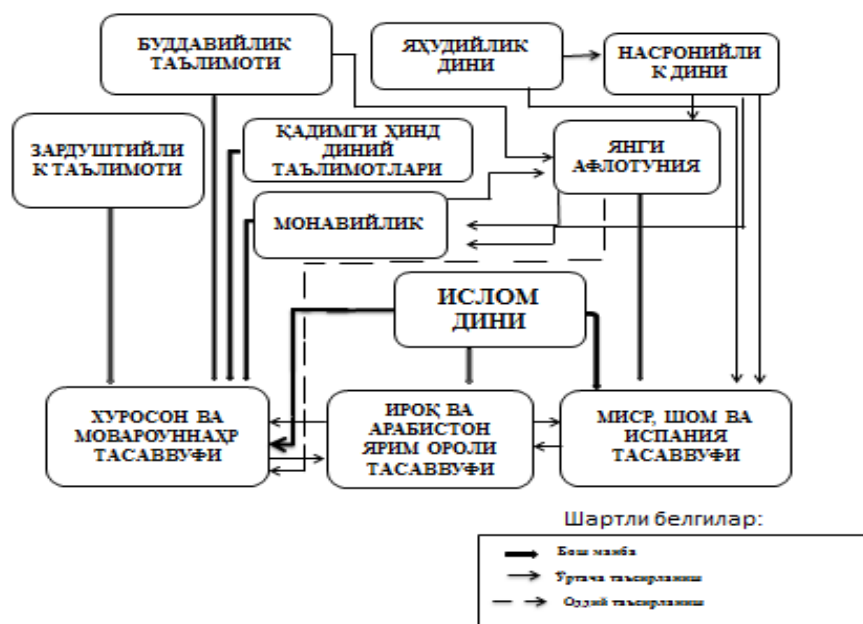 БУДДАВИЙЛИК
ТАЪЛИМОТИ
ЯҲУДИЙЛИК
ДИНИ
НАСРОНИЙЛИ
К ДИНИ
ЗАРДУШТИЙЛИ
К ТАЪЛИМОТИ
ҚАДИМГИ ҲИНД
ДИНИЙ
ТАЪЛИМОТЛАРИ
ЯНГИ
АФЛОТУНИЯ
МОНАВИЙЛИК
ИСЛОМ
ДИНИ
ХУРОСОН ВА
МОВАРОУННАҲР
ТАСАВВУФИ
ИРОҚ ВА
АРАБИСТОН
ЯРИМ ОРОЛИ
ТАСАВВУФИ
МИСР, ШОМ ВА
ИСПАНИЯ
ТАСАВВУФИ
Шартли белгилар:
Бош манба
Ўртача таъсирланиш
Оддий таъсирланиш